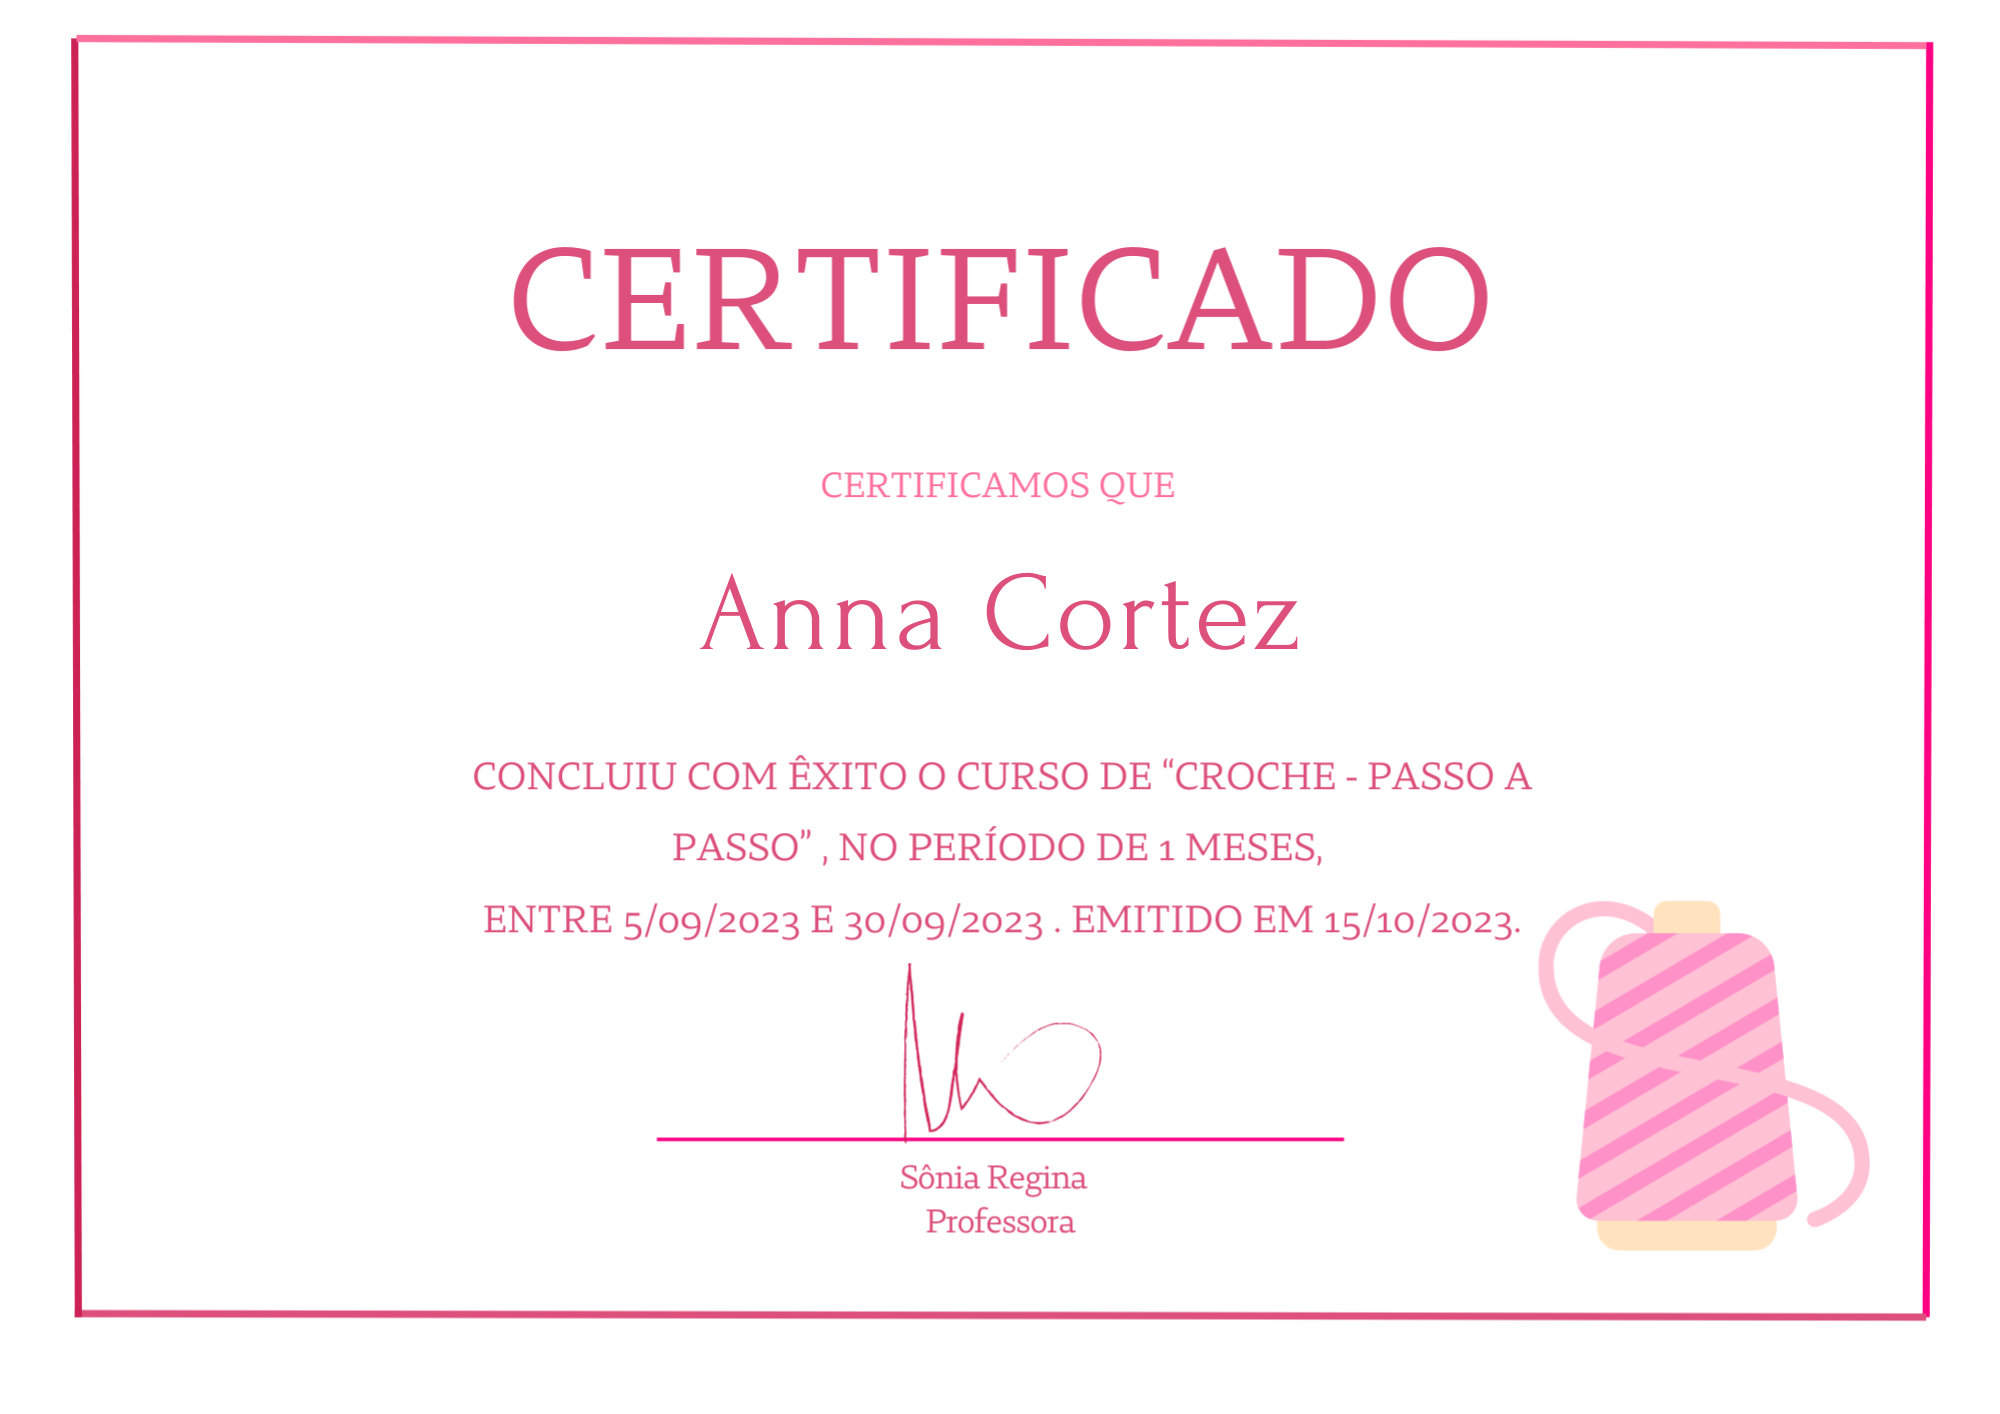 CERTIFICADO
CERTIFICAMOS QUE
Anna Cortez
CONCLUIU COM ÊXITO O CURSO DE “CROCHE - PASSO A
PASSO” , NO PERÍODO DE 1 MESES,
ENTRE 5/09/2023 E 30/09/2023 . EMITIDO EM 15/10/2023.
Sônia Regina
Professora